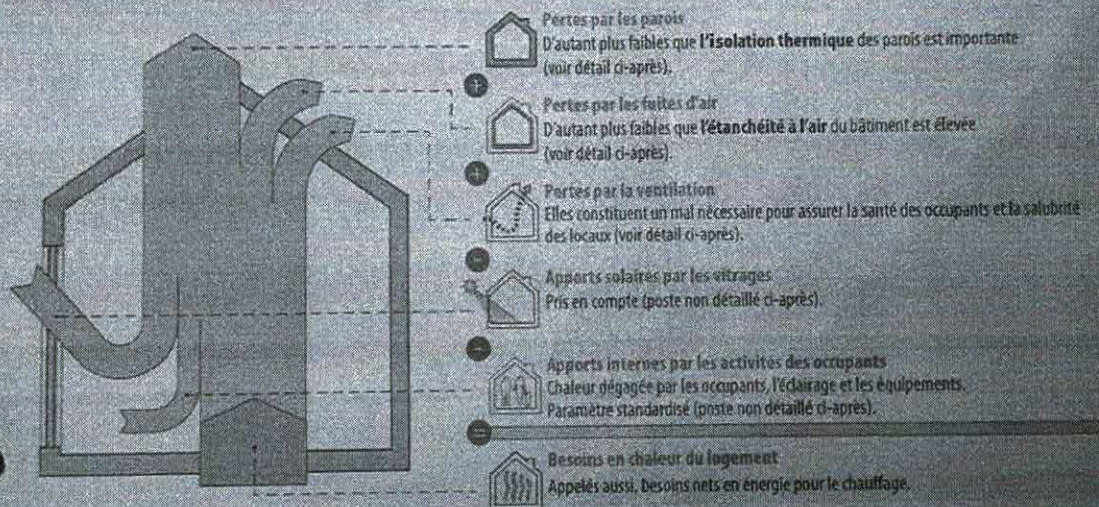 Pertes par les parois
D'autant plus faibles que l'isolation thermique des parois est importante
(voir détail ci-après).
+
Pertes par les fuites d'air
D'autant plus faibles que l'étanchéité à l'air du bâtiment est élevée
(voir détail ci-après).
+
Pertes par la ventilation
Elles constituent un mal nécessaire pour assurer la santé des occupants et la salubrité
des locaux (voir détail ci-après).
-
Apports solaires par les vitrages
Pris en compte (poste non détaillé ci-après).
-
Apports internes par les activités des occupants
Chaleur dégagée par les occupants, l'éclairage et les équipements.
Paramètre standardisé (poste non détaillé ci-après).
=
Besoins en chaleur du logement
Appelés aussi, besoins nets en énergie pour le chauffage.